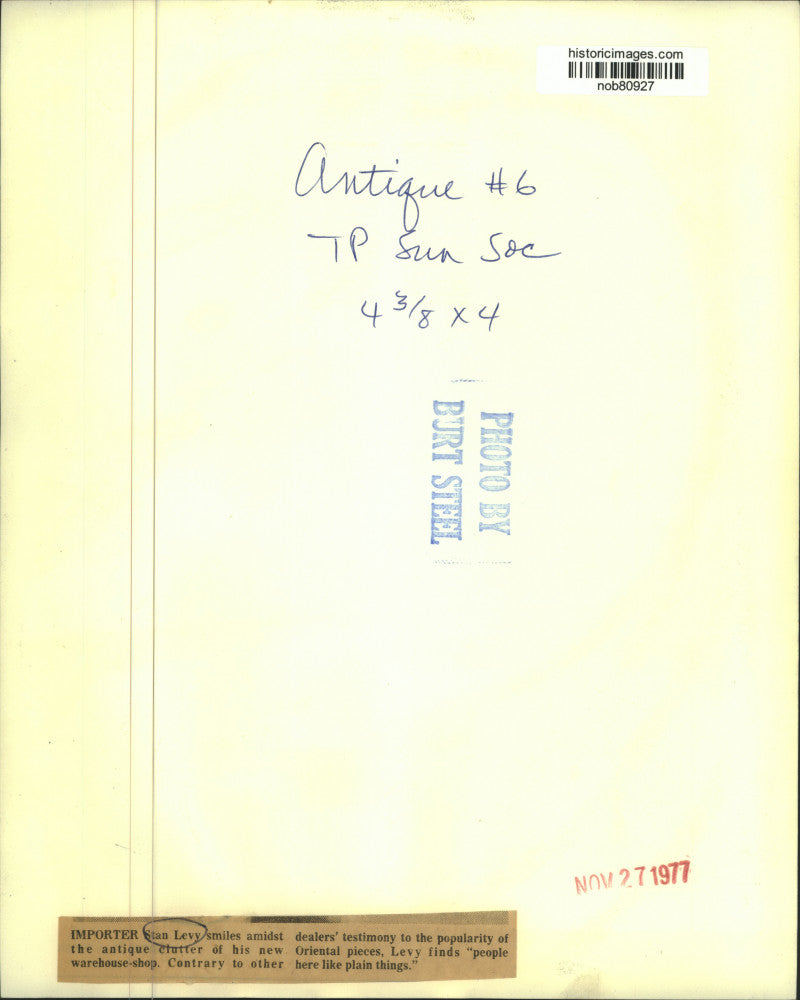 historicimages.com
nob80927
Antique #6
TP Sun Soc
4 3/8 x 4
PHOTO BY
BURT STEEL
NOV 27 1977
IMPORTER Stan Levy smiles amidst
the antique clutter of his new
warehouse-shop. Contrary to other
dealers' testimony to the popularity of
Oriental pieces, Levy finds "people
here like plain things."